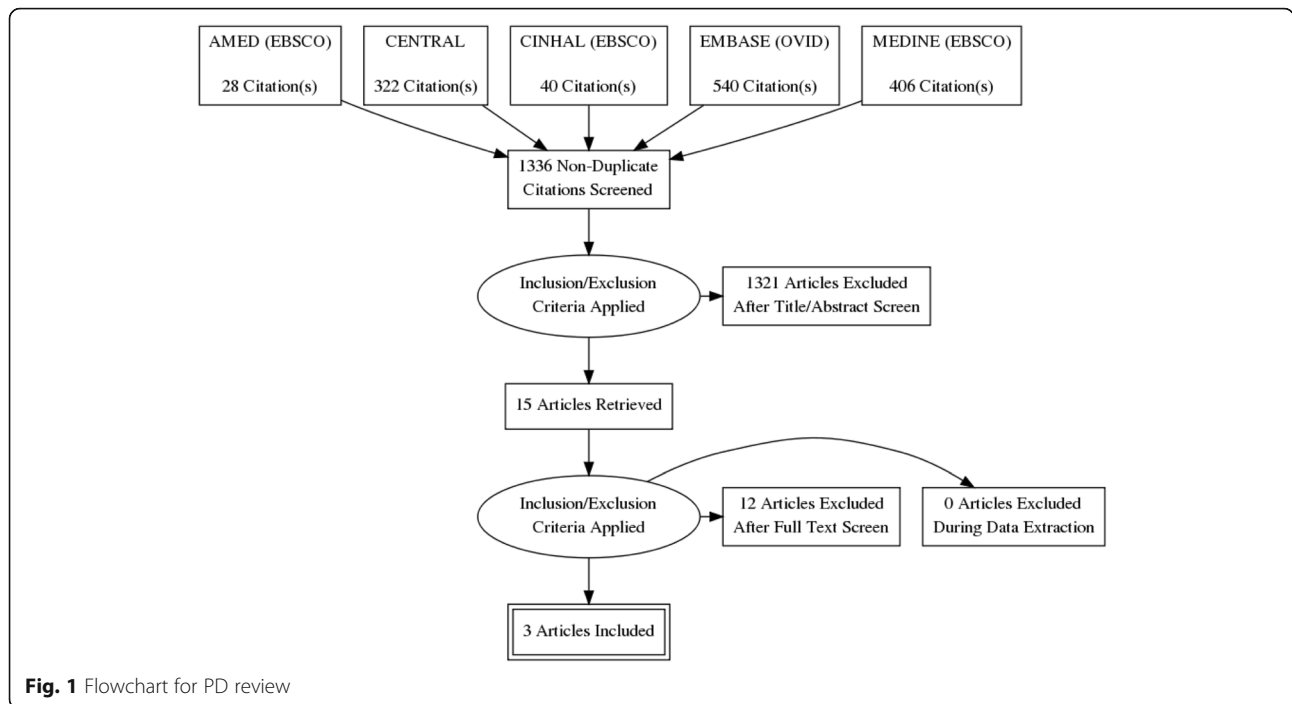 AMED (EBSCO)
28 Citation(s)
CENTRAL
322 Citation(s)
CINHAL (EBSCO)
40 Citation(s)
EMBASE (OVID)
540 Citation(s)
MEDINE (EBSCO)
406 Citation(s)
1336 Non-Duplicate
Citations Screened
Inclusion/Exclusion
Criteria Applied
1321 Articles Excluded
After Title/Abstract Screen
15 Articles Retrieved
Inclusion/Exclusion
Criteria Applied
12 Articles Excluded
After Full Text Screen
0 Articles Excluded
During Data Extraction
3 Articles Included
Fig. 1 Flowchart for PD review